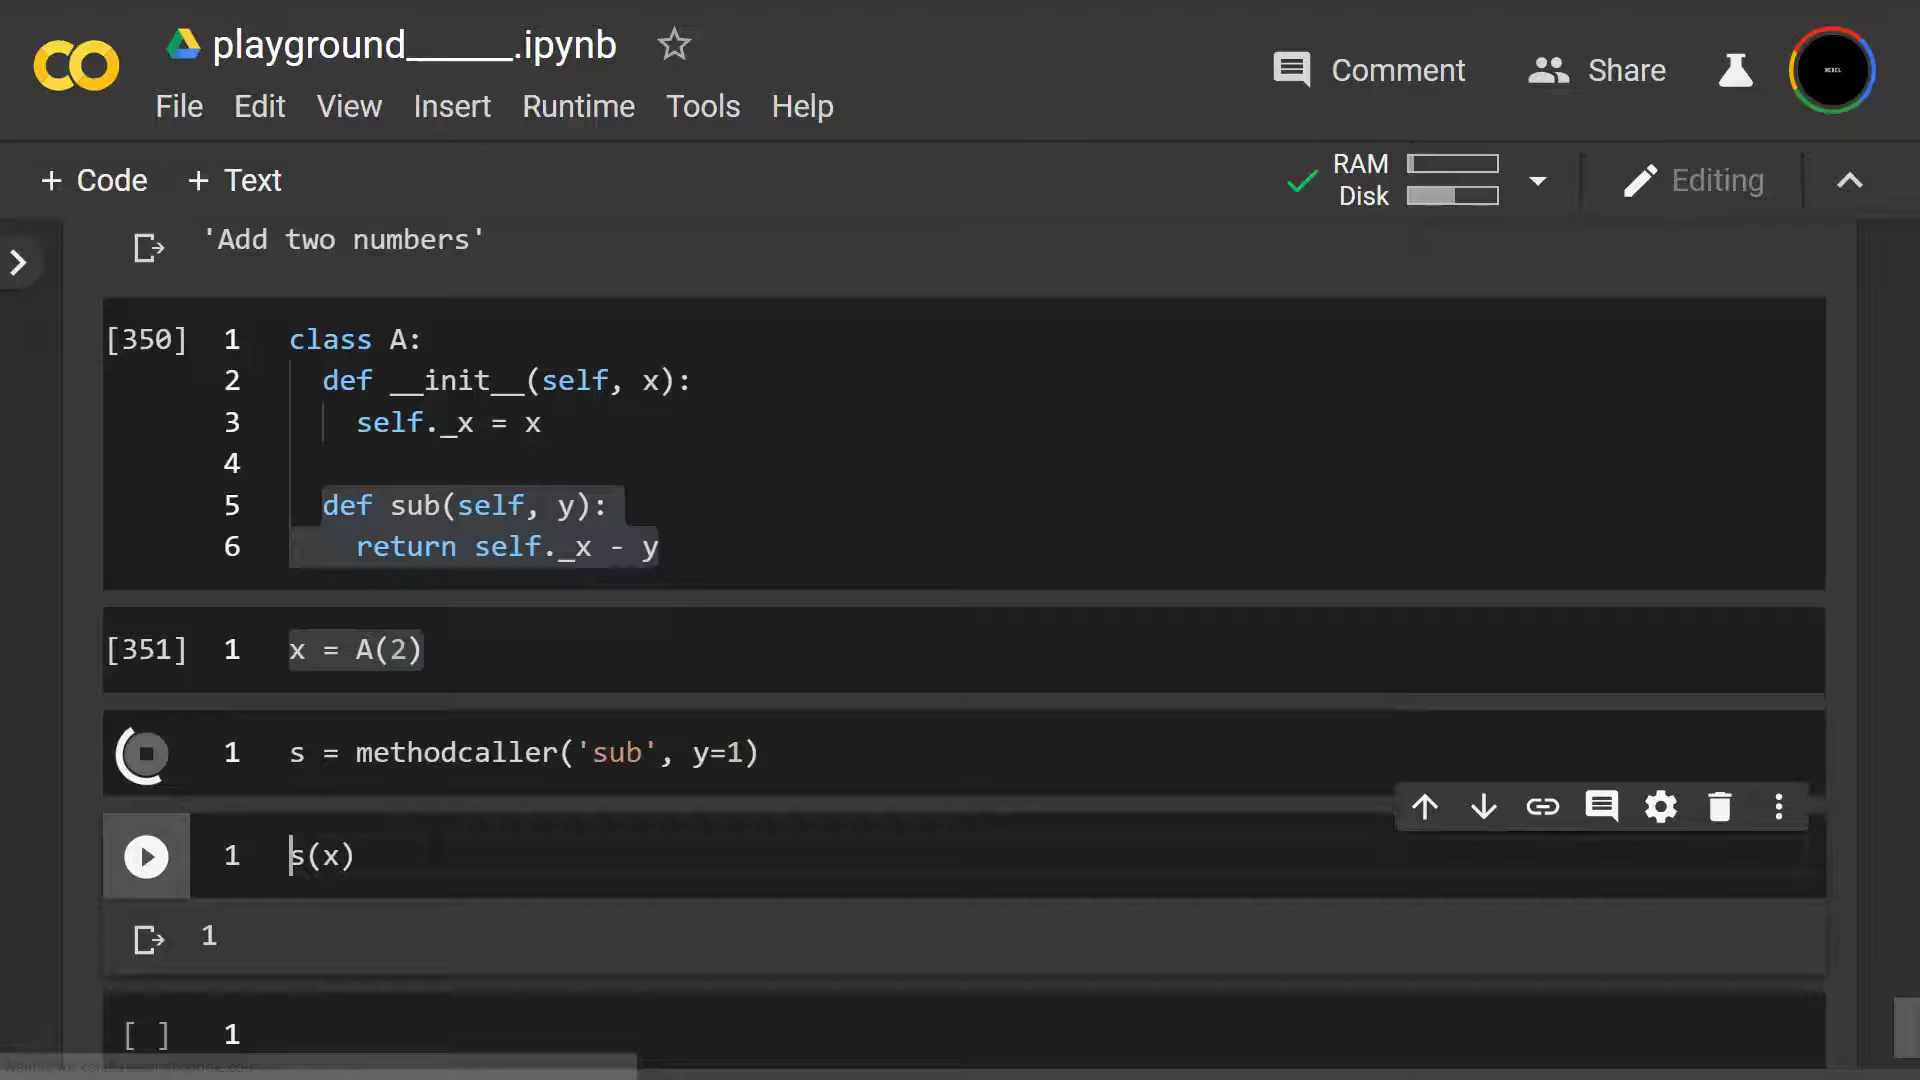 playground_____.ipynb
Comment
Share
File Edit View Insert Runtime Tools Help
+ Code + Text
RAM
Disk
Editing
'Add two numbers'
[350] 1 class A:
2 def __init__(self, x):
3 self._x = x
4
5 def sub(self, y):
6 return self._x - y
[351] 1 x = A(2)
1 s = methodcaller('sub', y=1)
1 s(x)
1
[ ] 1